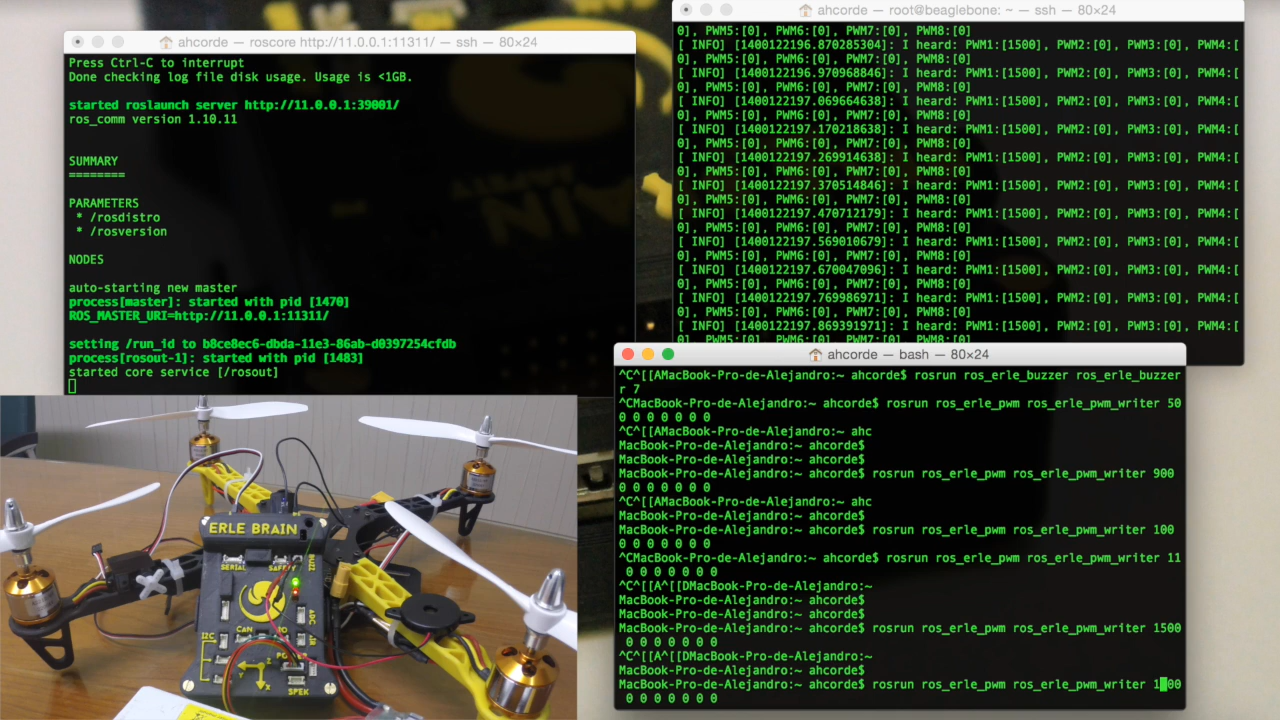 ahcorde — roscore http://11.0.0.1:11311/ — ssh — 80×24
Press Ctrl-C to interrupt
Done checking log file disk usage. Usage is <1GB.
started roslaunch server http://11.0.0.1:39001/
ros_comm version 1.10.11
SUMMARY
========
PARAMETERS
* /rosdistro
* /rosversion
NODES
auto-starting new master
process[master]: started with pid [1470]
ROS_MASTER_URI=http://11.0.0.1:11311/
setting /run_id to b8ce8ec6-dbda-11e3-86ab-d0397254cfdb
process[rosout-1]: started with pid [1483]
started core service [/rosout]
ahcorde — root@beaglebone: ~ — ssh — 80×24
0], PWM5:[0], PWM6:[0], PWM7:[0], PWM8:[0]
[ INFO] [1400122196.870285304]: I heard: PWM1:[1500], PWM2:[0], PWM3:[0], PWM4:[
0], PWM5:[0], PWM6:[0], PWM7:[0], PWM8:[0]
[ INFO] [1400122196.970968846]: I heard: PWM1:[1500], PWM2:[0], PWM3:[0], PWM4:[
0], PWM5:[0], PWM6:[0], PWM7:[0], PWM8:[0]
[ INFO] [1400122197.069664638]: I heard: PWM1:[1500], PWM2:[0], PWM3:[0], PWM4:[
0], PWM5:[0], PWM6:[0], PWM7:[0], PWM8:[0]
[ INFO] [1400122197.170218638]: I heard: PWM1:[1500], PWM2:[0], PWM3:[0], PWM4:[
0], PWM5:[0], PWM6:[0], PWM7:[0], PWM8:[0]
[ INFO] [1400122197.269914638]: I heard: PWM1:[1500], PWM2:[0], PWM3:[0], PWM4:[
0], PWM5:[0], PWM6:[0], PWM7:[0], PWM8:[0]
[ INFO] [1400122197.370514846]: I heard: PWM1:[1500], PWM2:[0], PWM3:[0], PWM4:[
0], PWM5:[0], PWM6:[0], PWM7:[0], PWM8:[0]
[ INFO] [1400122197.470712179]: I heard: PWM1:[1500], PWM2:[0], PWM3:[0], PWM4:[
0], PWM5:[0], PWM6:[0], PWM7:[0], PWM8:[0]
[ INFO] [1400122197.569010679]: I heard: PWM1:[1500], PWM2:[0], PWM3:[0], PWM4:[
0], PWM5:[0], PWM6:[0], PWM7:[0], PWM8:[0]
[ INFO] [1400122197.670047096]: I heard: PWM1:[1500], PWM2:[0], PWM3:[0], PWM4:[
0], PWM5:[0], PWM6:[0], PWM7:[0], PWM8:[0]
[ INFO] [1400122197.769986971]: I heard: PWM1:[1500], PWM2:[0], PWM3:[0], PWM4:[
0], PWM5:[0], PWM6:[0], PWM7:[0], PWM8:[0]
[ INFO] [1400122197.869391971]: I heard: PWM1:[1500], PWM2:[0], PWM3:[0], PWM4:[
0], PWM5:[0], PWM6:[0], PWM7:[0], PWM8:[0]
ahcorde — bash — 80×24
^C^[[AMacBook-Pro-de-Alejandro:~ ahcorde$ rosrun ros_erle_buzzer ros_erle_buzzer
r 7
^CMacBook-Pro-de-Alejandro:~ ahcorde$ rosrun ros_erle_pwm ros_erle_pwm_writer 50
0 0 0 0 0 0 0
^C^[[AMacBook-Pro-de-Alejandro:~ ahc
MacBook-Pro-de-Alejandro:~ ahcorde$
MacBook-Pro-de-Alejandro:~ ahcorde$
MacBook-Pro-de-Alejandro:~ ahcorde$ rosrun ros_erle_pwm ros_erle_pwm_writer 900
0 0 0 0 0 0 0
^C^[[AMacBook-Pro-de-Alejandro:~ ahc
MacBook-Pro-de-Alejandro:~ ahcorde$
MacBook-Pro-de-Alejandro:~ ahcorde$ rosrun ros_erle_pwm ros_erle_pwm_writer 100
0 0 0 0 0 0 0
^CMacBook-Pro-de-Alejandro:~ ahcorde$ rosrun ros_erle_pwm ros_erle_pwm_writer 11
0 0 0 0 0 0 0
^C^[[A^[[DMacBook-Pro-de-Alejandro:~
MacBook-Pro-de-Alejandro:~ ahcorde$
MacBook-Pro-de-Alejandro:~ ahcorde$
MacBook-Pro-de-Alejandro:~ ahcorde$ rosrun ros_erle_pwm ros_erle_pwm_writer 1500
0 0 0 0 0 0 0
^C^[[A^[[DMacBook-Pro-de-Alejandro:~
MacBook-Pro-de-Alejandro:~ ahcorde$
MacBook-Pro-de-Alejandro:~ ahcorde$ rosrun ros_erle_pwm ros_erle_pwm_writer 1 00
0 0 0 0 0 0 0
ERLE BRAIN
SERIAL
BUZZ
ADC
I2C
CAN
AIR
Z
Y
X
SPEK